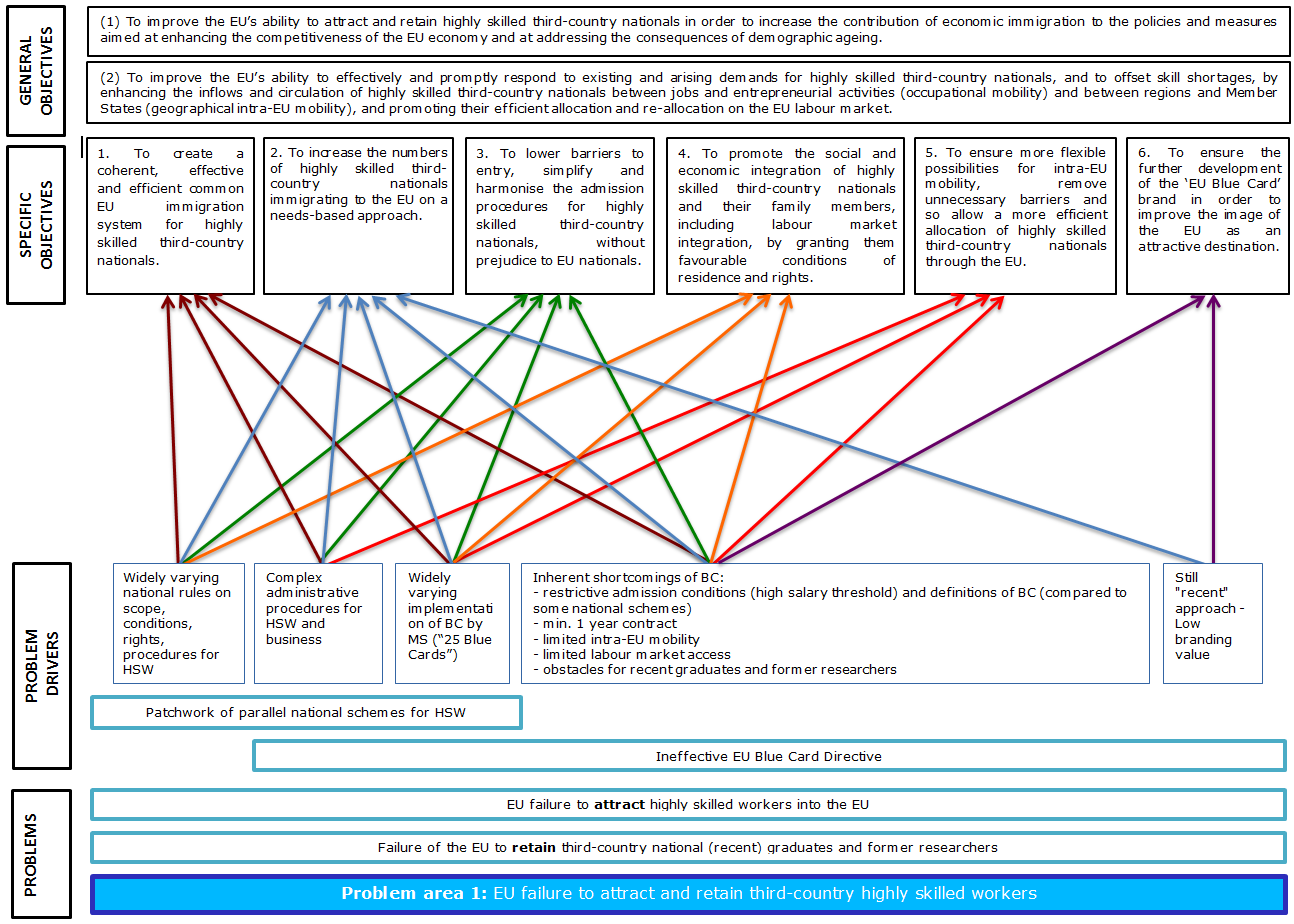 GENERAL
OBJECTIVES
(1) To improve the EU's ability to attract and retain highly skilled third-country nationals in order to increase the contribution of economic immigration to the policies and measures
aimed at enhancing the competitiveness of the EU economy and at addressing the consequences of demographic ageing.
(2) To improve the EU's ability to effectively and promptly respond to existing and arising demands for highly skilled third-country nationals, and to offset skill shortages, by
enhancing the inflows and circulation of highly skilled third-country nationals between jobs and entrepreneurial activities (occupational mobility) and between regions and Member
States (geographical intra-EU mobility), and promoting their efficient allocation and re-allocation on the EU labour market.
SPECIFIC
OBJECTIVES
1. To create a
coherent, effective
and efficient common
EU immigration
system for highly
skilled third-country
nationals.
2. To increase the numbers
of highly skilled third-
country nationals
immigrating to the EU on a
needs-based approach.
3. To lower barriers to
entry, simplify and
harmonise the admission
procedures for highly
skilled third-country
nationals, without
prejudice to EU nationals.
4. To promote the social and
economic integration of highly
skilled third-country nationals
and their family members,
including labour market
integration, by granting them
favourable conditions of
residence and rights.
5. To ensure more flexible
possibilities for intra-EU
mobility, remove
unnecessary barriers and
so allow a more efficient
allocation of highly skilled
third-country nationals
through the EU.
6. To ensure the
further development
of the 'EU Blue Card'
brand in order to
improve the image of
the EU as an
attractive destination.
PROBLEM
DRIVERS
Widely varying
national rules on
scope,
conditions,
rights,
procedures for
HSW
Complex
administrative
procedures for
HSW and
business
Widely
varying
implementati
on of BC by
MS ("25 Blue
Cards")
Inherent shortcomings of BC:
- restrictive admission conditions (high salary threshold) and definitions of BC (compared to
some national schemes)
- min. 1 year contract
- limited intra-EU mobility
- limited labour market access
- obstacles for recent graduates and former researchers
Still
"recent"
approach -
Low
branding
value
Patchwork of parallel national schemes for HSW
Ineffective EU Blue Card Directive
PROBLEMS
EU failure to attract highly skilled workers into the EU
Failure of the EU to retain third-country national (recent) graduates and former researchers
Problem area 1: EU failure to attract and retain third-country highly skilled workers